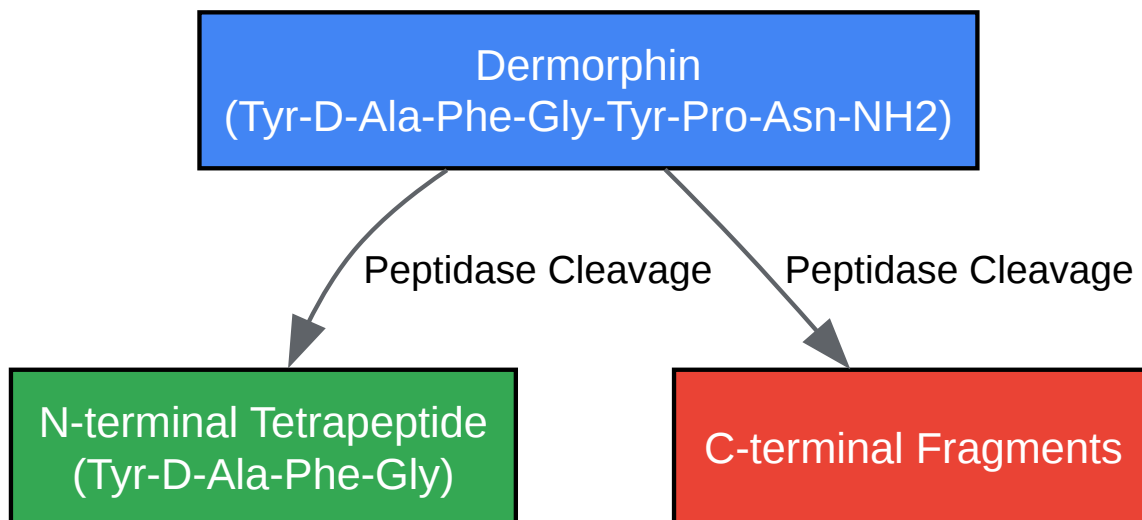 Dermorphin
(Tyr-D-Ala-Phe-Gly-Tyr-Pro-Asn-NH2)
Peptidase Cleavage
Peptidase Cleavage
N-terminal Tetrapeptide
(Tyr-D-Ala-Phe-Gly)
C-terminal Fragments